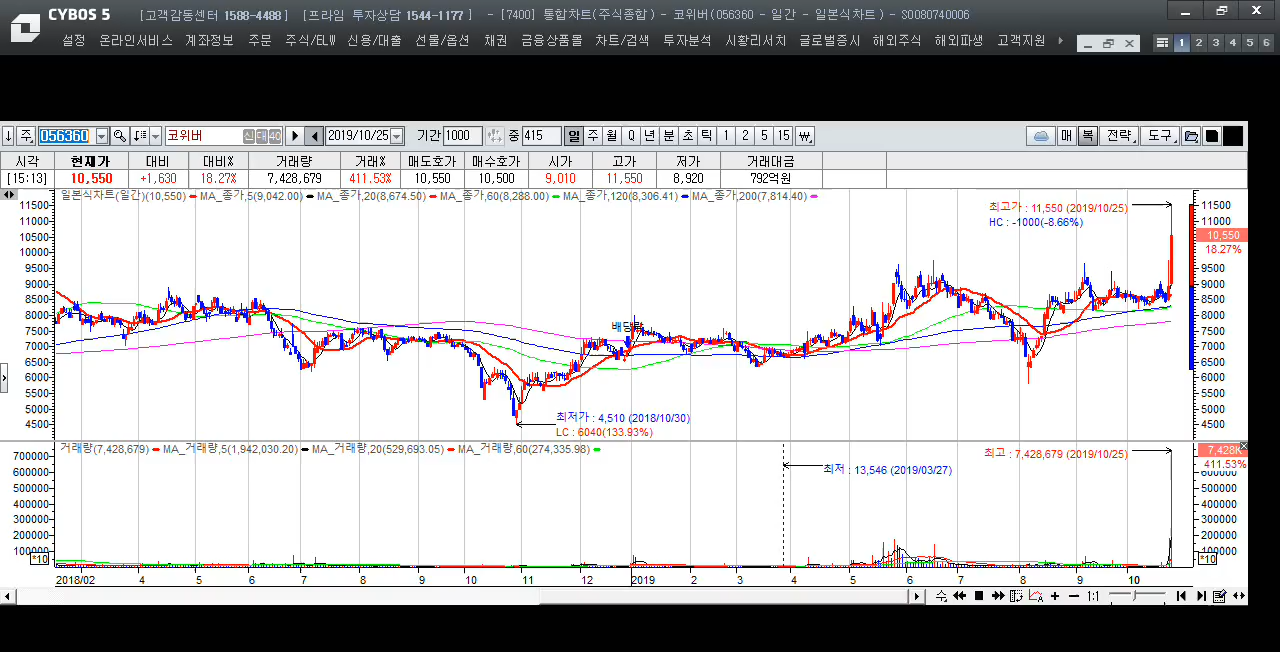 CYBOS 5 [고객감동센터 1588-4488] [프라임 투자상담 1544-1177 ] - [7400] 통합차트(주식종합) - 코위버(056360 - 일간 - 일본식차트) - S0080740006
설정 온라인서비스 계좌정보 주문 주식/ELW 신용/대출 선물/옵션 채권 금융상품몰 차트/검색 투자분석 시황리서치 글로벌증시 해외주식 해외파생 고객지원 1 2 3 4 5 6
주 056360 코위버 신 대 40 2019/10/25 기간 1000 중 415 일 주 월 Q 년 분 초 틱 1 2 5 15 ₩ 매 복 전략 도구
시각 현재가 대비 대비% 거래량 거래% 매도호가 매수호가 시가 고가 저가 거래대금
[15:13] 10,550 +1,630 18.27% 7,428,679 411.53% 10,550 10,500 9,010 11,550 8,920 792억원
일본식차트(일간)(10,550) MA_종가,5(9,042.00) MA_종가,20(8,674.50) MA_종가,60(8,288.00) MA_종가,120(8,306.41) MA_종가,200(7,814.40)
11500 최고가 : 11,550 (2019/10/25) 11500
11000 HC : -1000(-8.66%) 11000
10500 10,550
10000 18.27%
9500 9500
9000 9000
8500 8500
8000 8000
7500 배당락 7500
7000 7000
6500 6500
6000 6000
5500 5500
5000 최저가 : 4,510 (2018/10/30) 5000
4500 LC : 6040(133.93%) 4500
거래량(7,428,679) MA_거래량,5(1,942,030.20) MA_거래량,20(529,693.05) MA_거래량,60(274,335.98)
700000 최고 : 7,428,679 (2019/10/25) 7,428K
411.53%
600000 최저 : 13,546 (2019/03/27) 600000
500000 500000
400000 400000
300000 300000
200000 200000
100000 100000
*10 *10
2018/02 4 5 6 7 8 9 10 11 12 2019 2 3 4 5 6 7 8 9 10
1:1